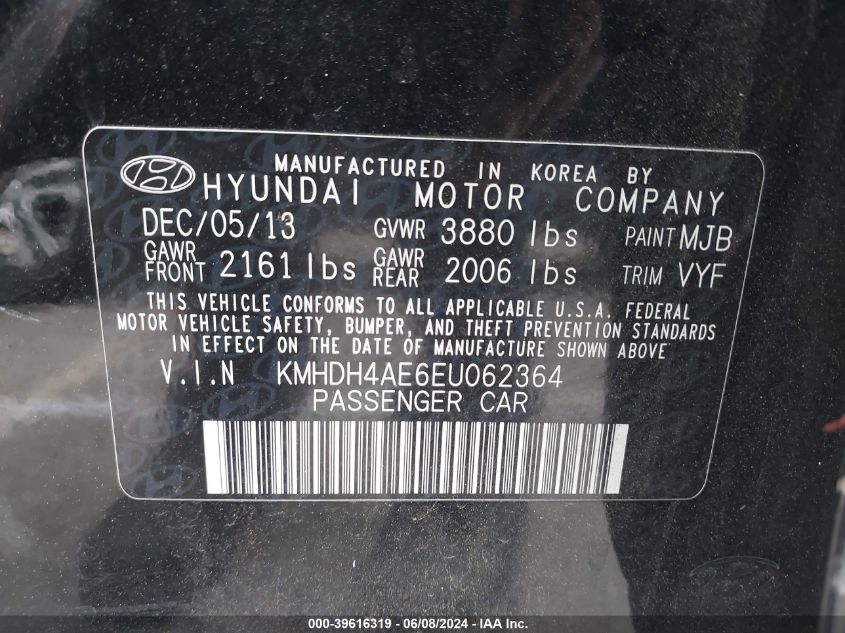 MANUFACTURED IN KOREA BY
HYUNDAI MOTOR COMPANY
DEC/05/13 GVWR 3880 lbs PAINT MJB
GAWR FRONT 2161 lbs GAWR REAR 2006 lbs TRIM VYF
THIS VEHICLE CONFORMS TO ALL APPLICABLE U.S.A. FEDERAL
MOTOR VEHICLE SAFETY, BUMPER, AND THEFT PREVENTION STANDARDS
IN EFFECT ON THE DATE OF MANUFACTURE SHOWN ABOVE
V.I.N KMHDH4AE6EU062364
PASSENGER CAR
000-39616319 - 06/08/2024 - IAAI.com